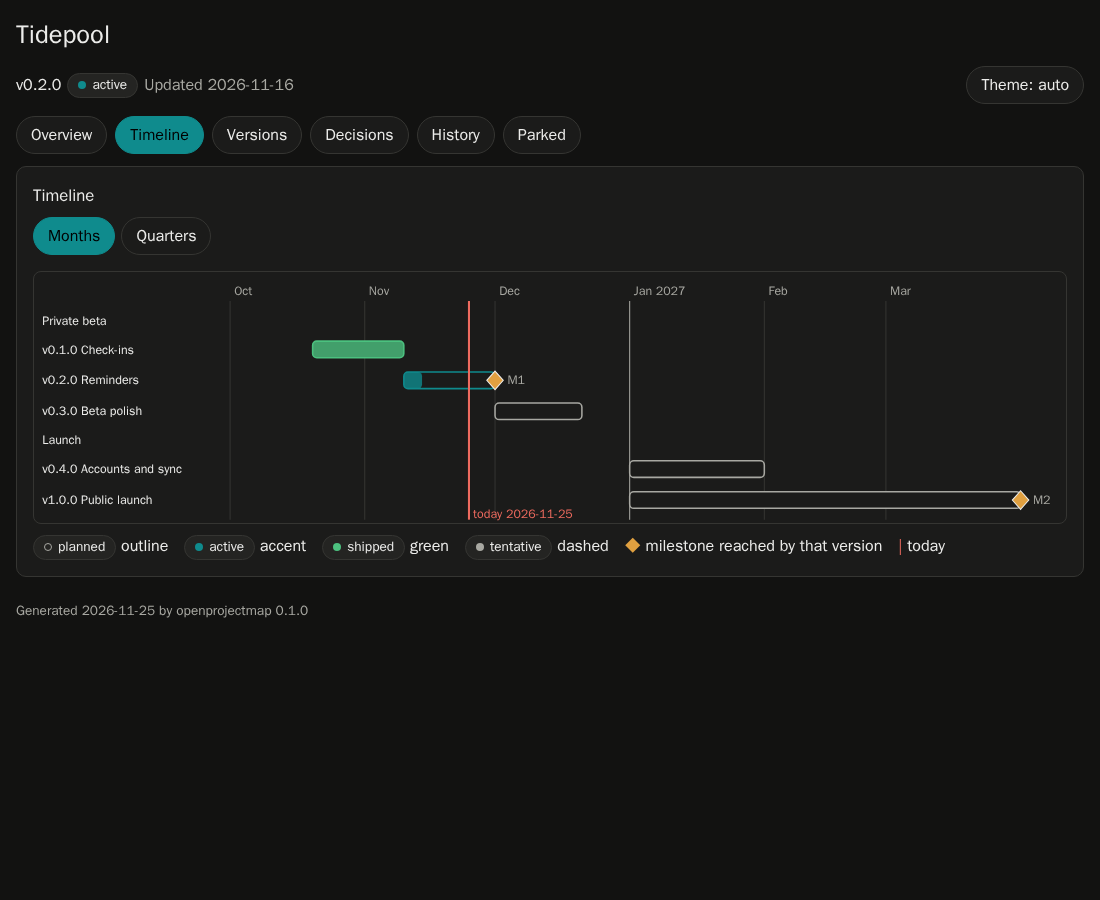 Tidepool
v0.2.0 active Updated 2026-11-16 Theme: auto
Overview Timeline Versions Decisions History Parked
Timeline
Months Quarters
Oct Nov Dec Jan 2027 Feb Mar
Private beta
v0.1.0 Check-ins
v0.2.0 Reminders M1
v0.3.0 Beta polish
Launch
v0.4.0 Accounts and sync
v1.0.0 Public launch M2
today 2026-11-25
planned outline active accent shipped green tentative dashed milestone reached by that version today
Generated 2026-11-25 by openprojectmap 0.1.0